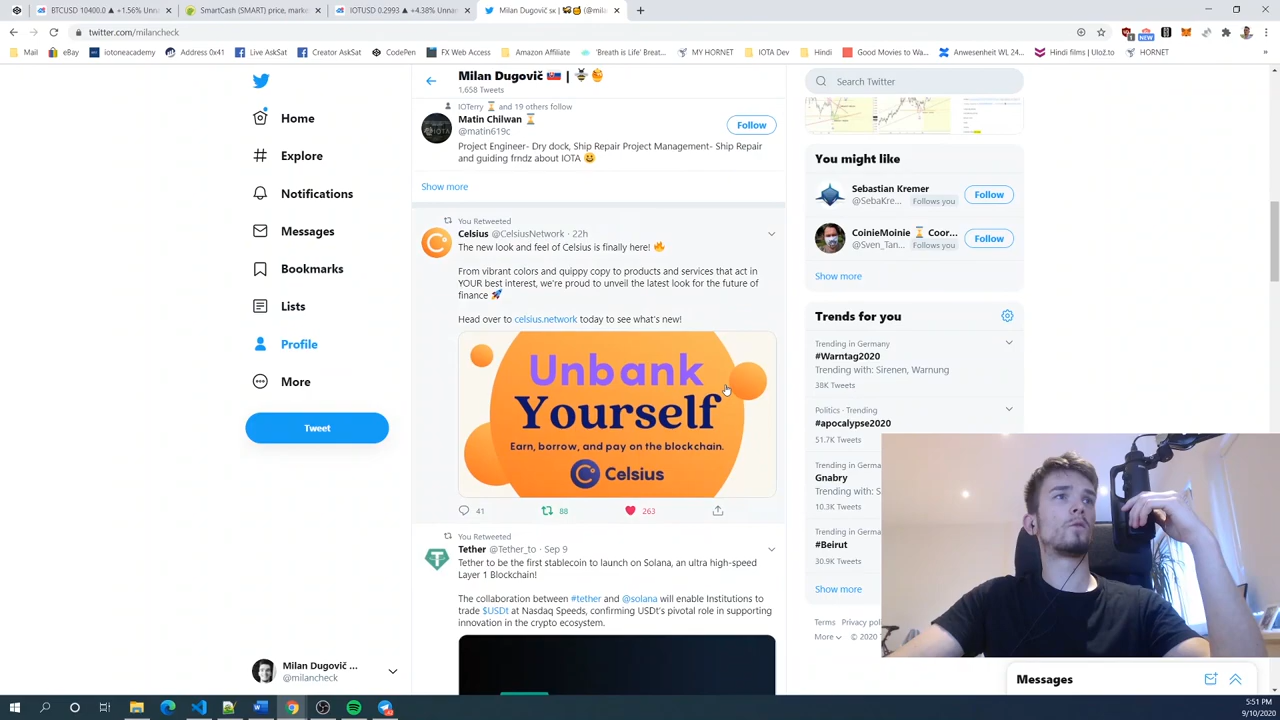 BTCUSD 10400.0 ▲ +1.56% Unna
SmartCash (SMART) price, market
IOTUSD 0.2993 ▲ +4.38% Unna
Milan Dugovič sk | (@mila
twitter.com/milancheck
NEW
Mail
eBay
iotoneacademy
Address 0x41
Live AskSat
Creator AskSat
CodePen
FX Web Access
Amazon Affiliate
'Breath is Life' Breat...
MY HORNET
IOTA Dev
Hindi
Good Movies to Wa...
Anwesenheit WL 24...
Hindi films | Ulož.to
HORNET
Home
Explore
Notifications
Messages
Bookmarks
Lists
Profile
More
Tweet
Milan Dugovič ...
@milancheck
Milan Dugovič 🇸🇰 | 🐝 🍯
1,658 Tweets
IOTerry ⌛ and 19 others follow
Matin Chilwan ⌛
@matin619c
Follow
Project Engineer- Dry dock, Ship Repair Project Management- Ship Repair
and guiding frndz about IOTA 😀
Show more
You Retweeted
Celsius @CelsiusNetwork · 22h
The new look and feel of Celsius is finally here! 🔥
From vibrant colors and quippy copy to products and services that act in
YOUR best interest, we're proud to unveil the latest look for the future of
finance 🚀
Head over to celsius.network today to see what's new!
Unbank
Yourself
Earn, borrow, and pay on the blockchain.
Celsius
41
88
263
You Retweeted
Tether @Tether_to · Sep 9
Tether to be the first stablecoin to launch on Solana, an ultra high-speed
Layer 1 Blockchain!
The collaboration between #tether and @solana will enable Institutions to
trade $USDt at Nasdaq Speeds, confirming USDt's pivotal role in supporting
innovation in the crypto ecosystem.
Search Twitter
You might like
Sebastian Kremer
@SebaKre... Follows you
Follow
CoinieMoinie ⌛ Coor...
@Sven_Tan... Follows you
Follow
Show more
Trends for you
Trending in Germany
#Warntag2020
Trending with: Sirenen, Warnung
38K Tweets
Politics · Trending
#apocalypse2020
51.7K Tweets
Trending in Germa
Gnabry
Trending with: S
10.3K Tweets
Trending in Germa
#Beirut
30.9K Tweets
Show more
Terms Privacy pol
More © 2020 T
Messages
5:51 PM
9/10/2020